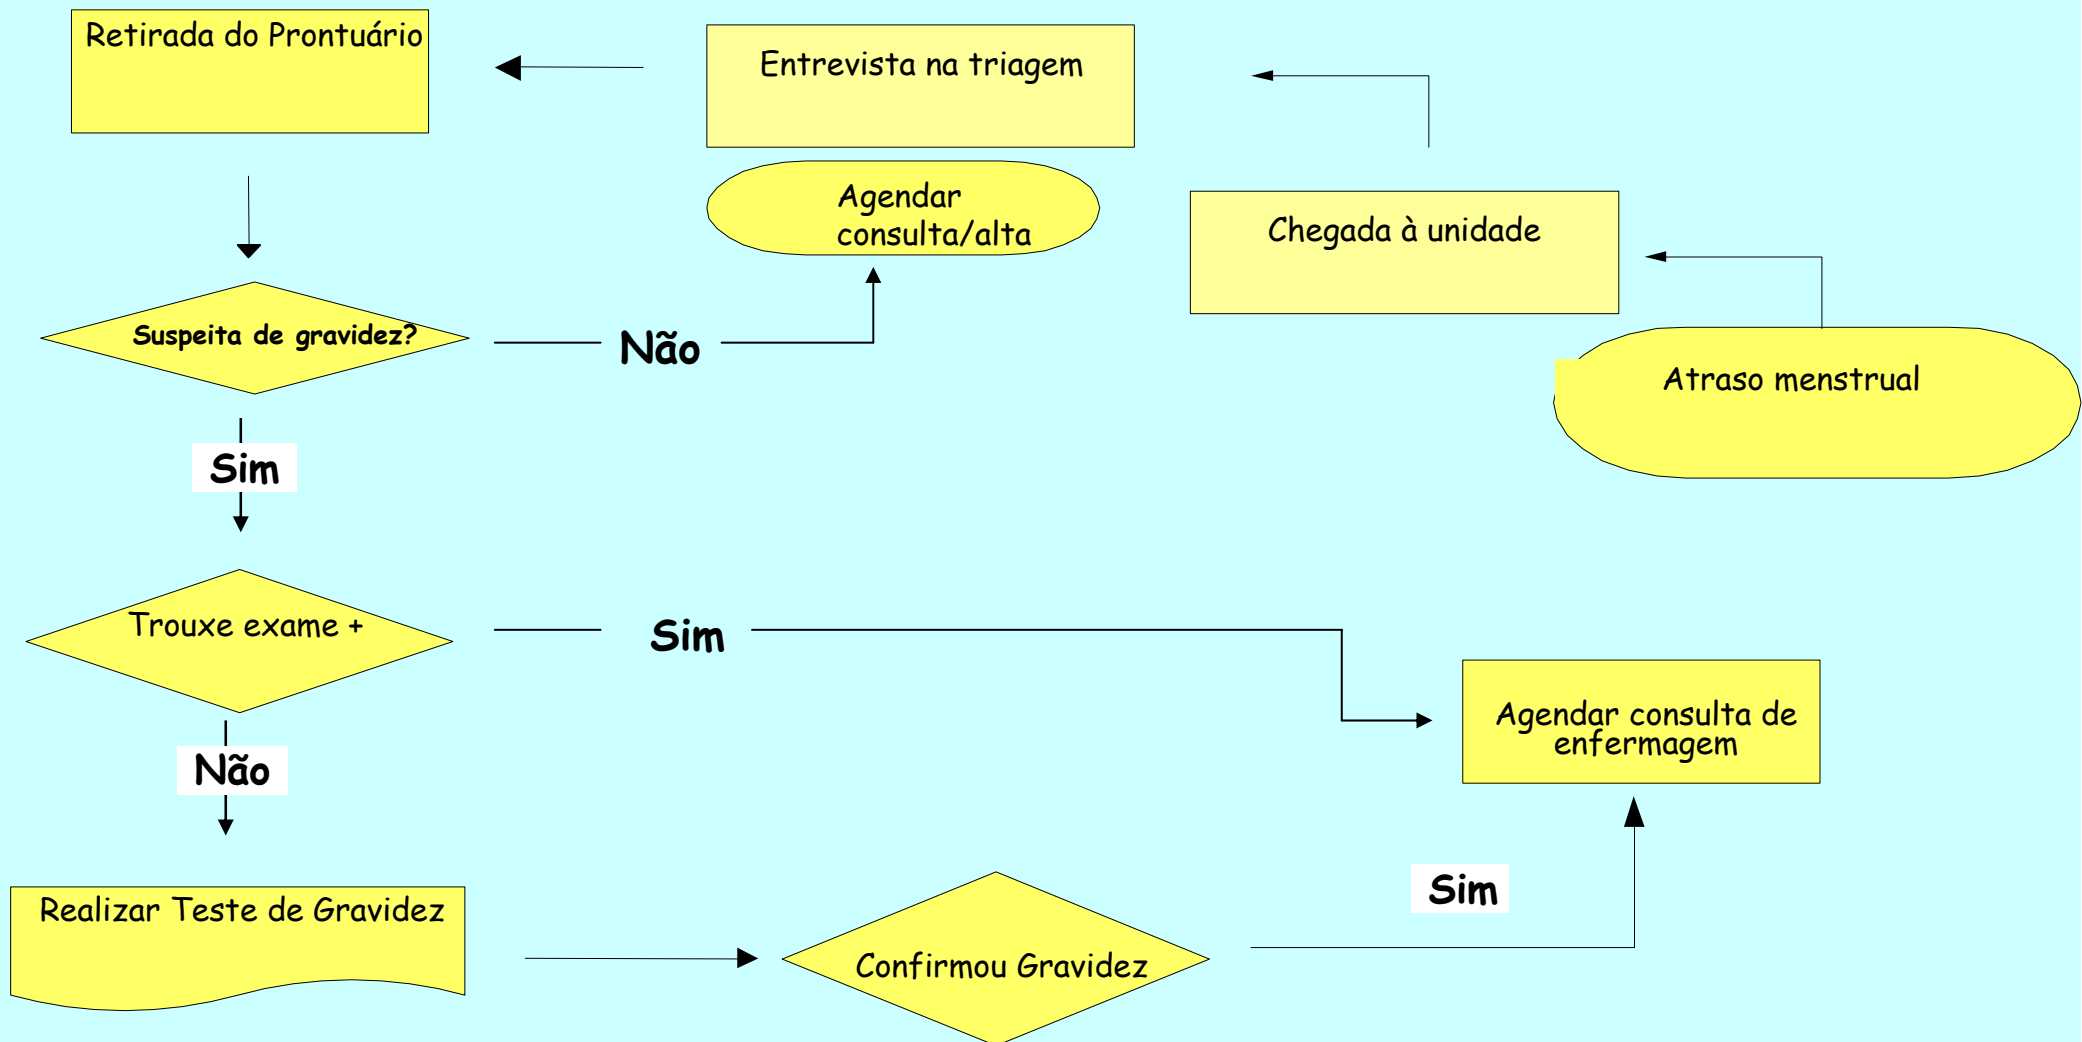 Retirada do Prontuário
Entrevista na triagem
Agendar
consulta/alta
Chegada à unidade
Suspeita de gravidez?
Não
Atraso menstrual
Sim
Trouxe exame +
Sim
Agendar consulta de
enfermagem
Não
Realizar Teste de Gravidez
Confirmou Gravidez
Sim